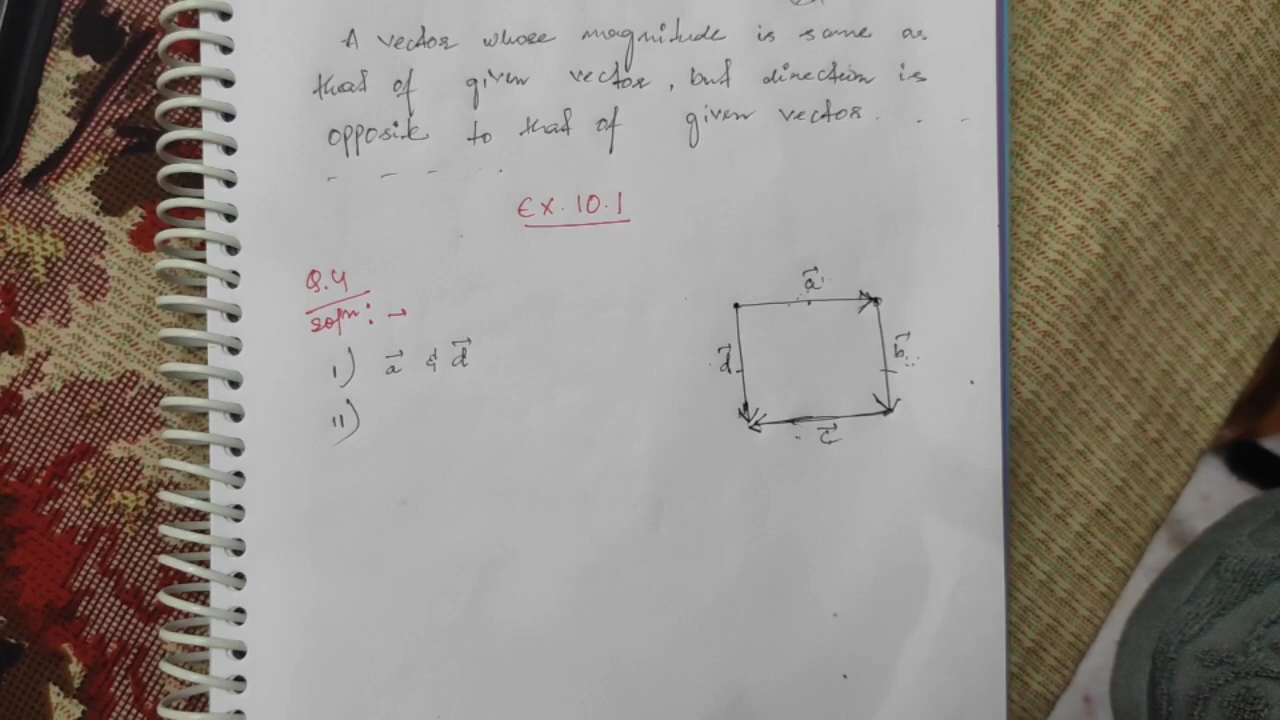 A vector whose magnitude is same as
that of given vector, but direction is
opposite to that of given vector. . -
- - - .
EX. 10.1
Q.4
soln: →
i) a⃗ & d⃗
ii)
a⃗
d⃗ b⃗
c⃗